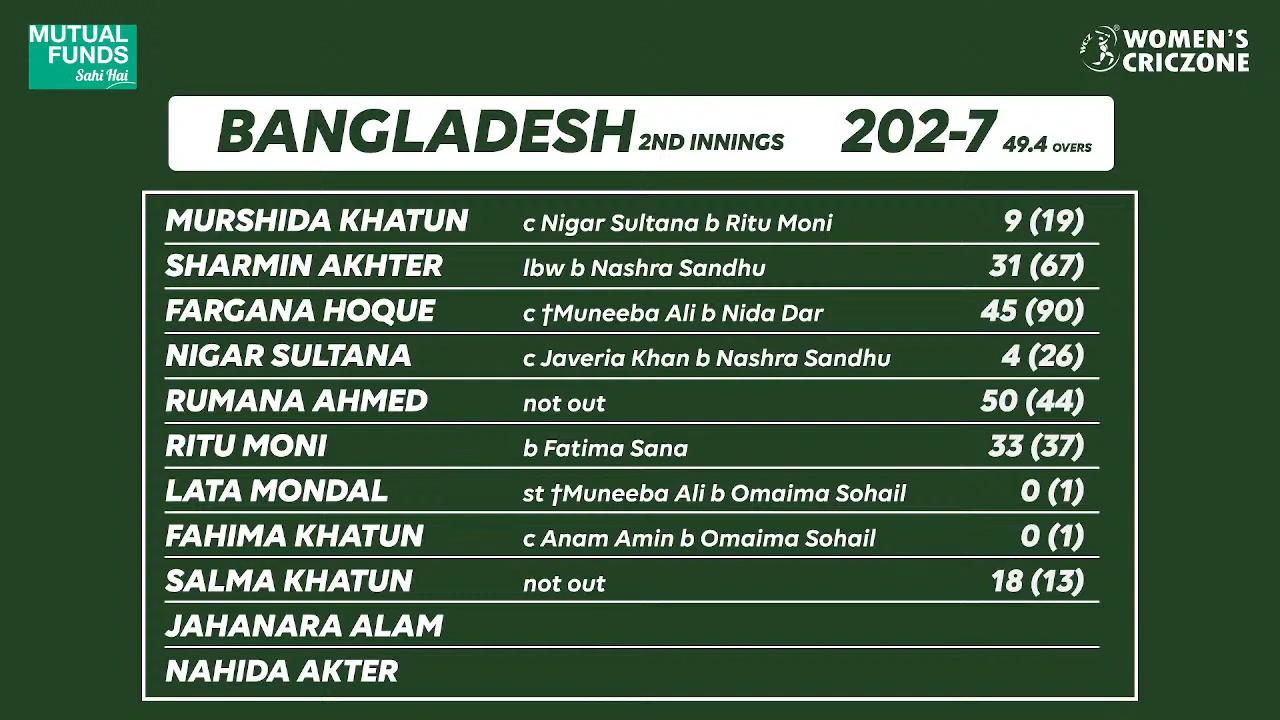 MUTUAL
FUNDS
Sahi Hai
WCZ
WOMEN'S
CRICZONE
BANGLADESH 2ND INNINGS 202-7 49.4 OVERS
MURSHIDA KHATUN c Nigar Sultana b Ritu Moni 9 (19)
SHARMIN AKHTER lbw b Nashra Sandhu 31 (67)
FARGANA HOQUE c †Muneeba Ali b Nida Dar 45 (90)
NIGAR SULTANA c Javeria Khan b Nashra Sandhu 4 (26)
RUMANA AHMED not out 50 (44)
RITU MONI b Fatima Sana 33 (37)
LATA MONDAL st †Muneeba Ali b Omaima Sohail 0 (1)
FAHIMA KHATUN c Anam Amin b Omaima Sohail 0 (1)
SALMA KHATUN not out 18 (13)
JAHANARA ALAM
NAHIDA AKTER